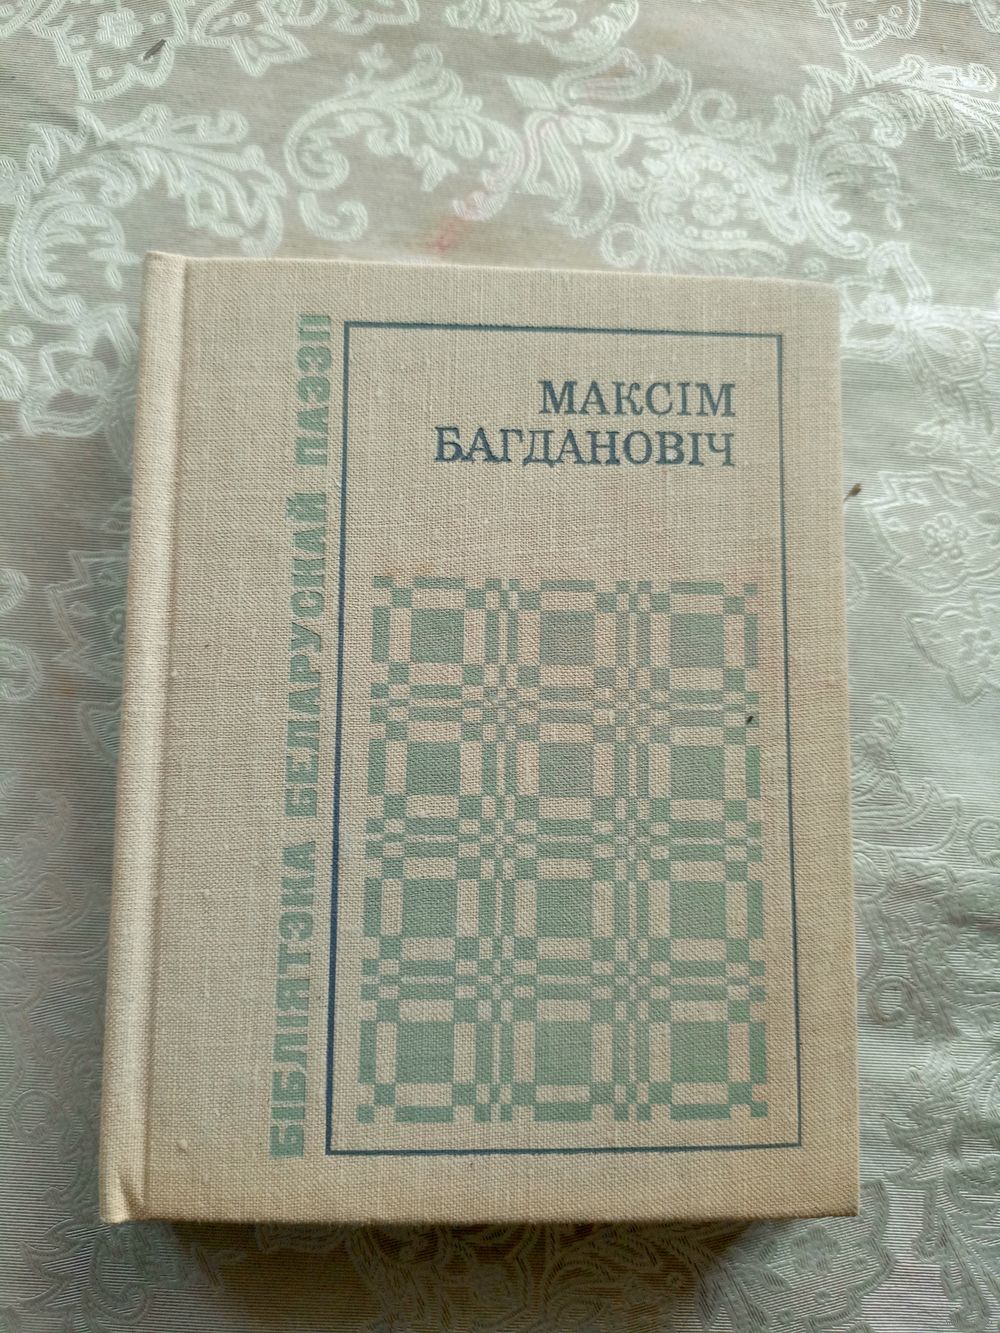 МАКСІМ
БАГДАНОВІЧ
БІБЛІЯТЭКА БЕЛАРУСКАЙ ПАЭЗІІ